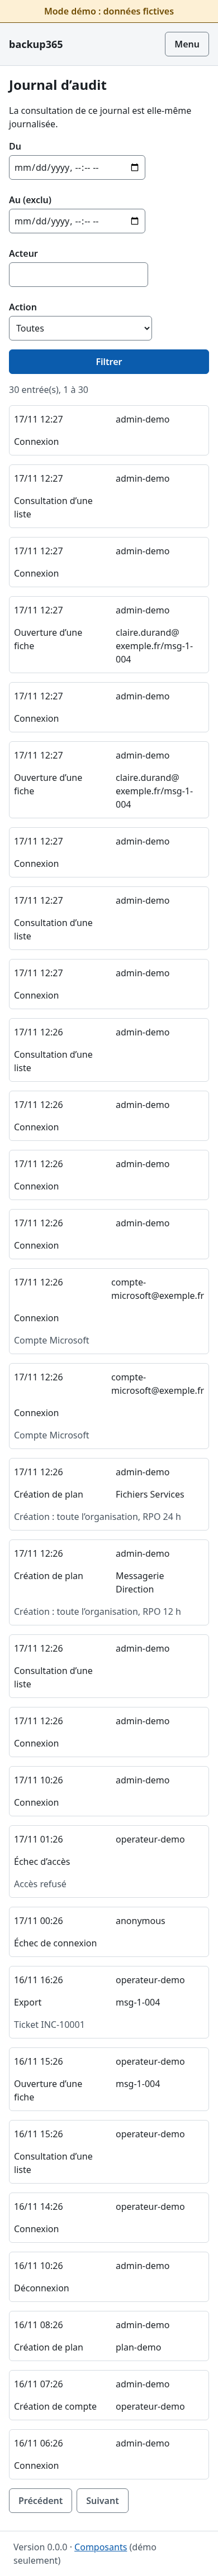 Mode démo : données fictives
backup365
Menu
Journal d’audit
La consultation de ce journal est elle-même
journalisée.
Du
mm/dd/yyyy, --:-- --
Au (exclu)
mm/dd/yyyy, --:-- --
Acteur
Action
Toutes
Filtrer
30 entrée(s), 1 à 30
17/11 12:27 admin-demo
Connexion
17/11 12:27 admin-demo
Consultation d’une
liste
17/11 12:27 admin-demo
Connexion
17/11 12:27 admin-demo
Ouverture d’une claire.durand@
fiche exemple.fr/msg-1-
004
17/11 12:27 admin-demo
Connexion
17/11 12:27 admin-demo
Ouverture d’une claire.durand@
fiche exemple.fr/msg-1-
004
17/11 12:27 admin-demo
Connexion
17/11 12:27 admin-demo
Consultation d’une
liste
17/11 12:27 admin-demo
Connexion
17/11 12:26 admin-demo
Consultation d’une
liste
17/11 12:26 admin-demo
Connexion
17/11 12:26 admin-demo
Connexion
17/11 12:26 admin-demo
Connexion
17/11 12:26 compte-
microsoft@exemple.fr
Connexion
Compte Microsoft
17/11 12:26 compte-
microsoft@exemple.fr
Connexion
Compte Microsoft
17/11 12:26 admin-demo
Création de plan Fichiers Services
Création : toute l’organisation, RPO 24 h
17/11 12:26 admin-demo
Création de plan Messagerie
Direction
Création : toute l’organisation, RPO 12 h
17/11 12:26 admin-demo
Consultation d’une
liste
17/11 12:26 admin-demo
Connexion
17/11 10:26 admin-demo
Connexion
17/11 01:26 operateur-demo
Échec d’accès
Accès refusé
17/11 00:26 anonymous
Échec de connexion
16/11 16:26 operateur-demo
Export msg-1-004
Ticket INC-10001
16/11 15:26 operateur-demo
Ouverture d’une msg-1-004
fiche
16/11 15:26 operateur-demo
Consultation d’une
liste
16/11 14:26 operateur-demo
Connexion
16/11 10:26 admin-demo
Déconnexion
16/11 08:26 admin-demo
Création de plan plan-demo
16/11 07:26 admin-demo
Création de compte operateur-demo
16/11 06:26 admin-demo
Connexion
Précédent Suivant
Version 0.0.0 · Composants (démo
seulement)